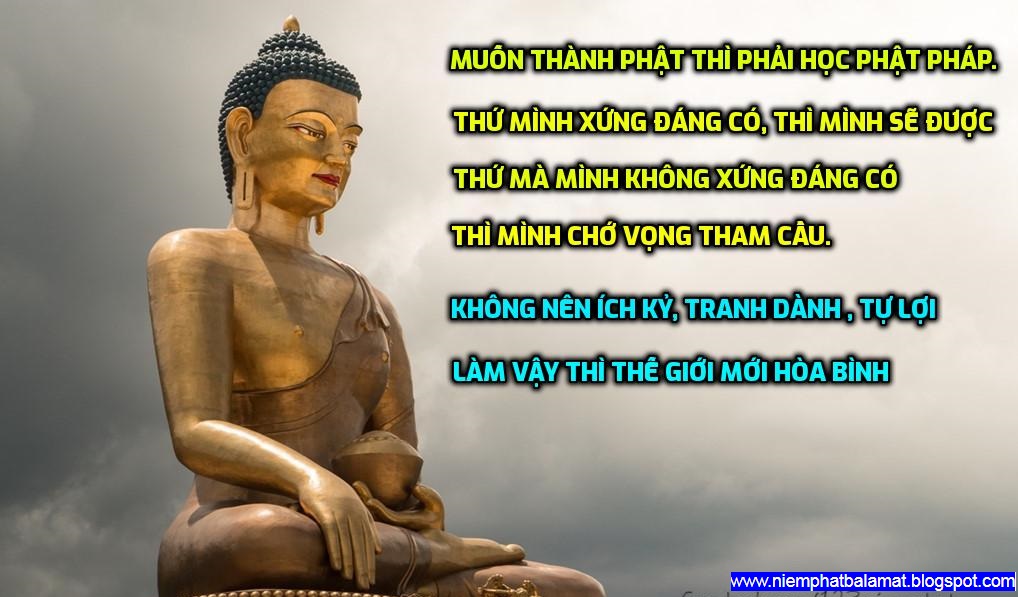 MUỐN THÀNH PHẬT THÌ PHẢI HỌC PHẬT PHÁP.
THỨ MÌNH XỨNG ĐÁNG CÓ, THÌ MÌNH SẼ ĐƯỢC
THỨ MÀ MÌNH KHÔNG XỨNG ĐÁNG CÓ
THÌ MÌNH CHỚ VỌNG THAM CẦU.
KHÔNG NÊN ÍCH KỶ, TRANH DÀNH , TỰ LỢI
LÀM VẬY THÌ THẾ GIỚI MỚI HÒA BÌNH
www.niemphatbalamat.blogspot.com